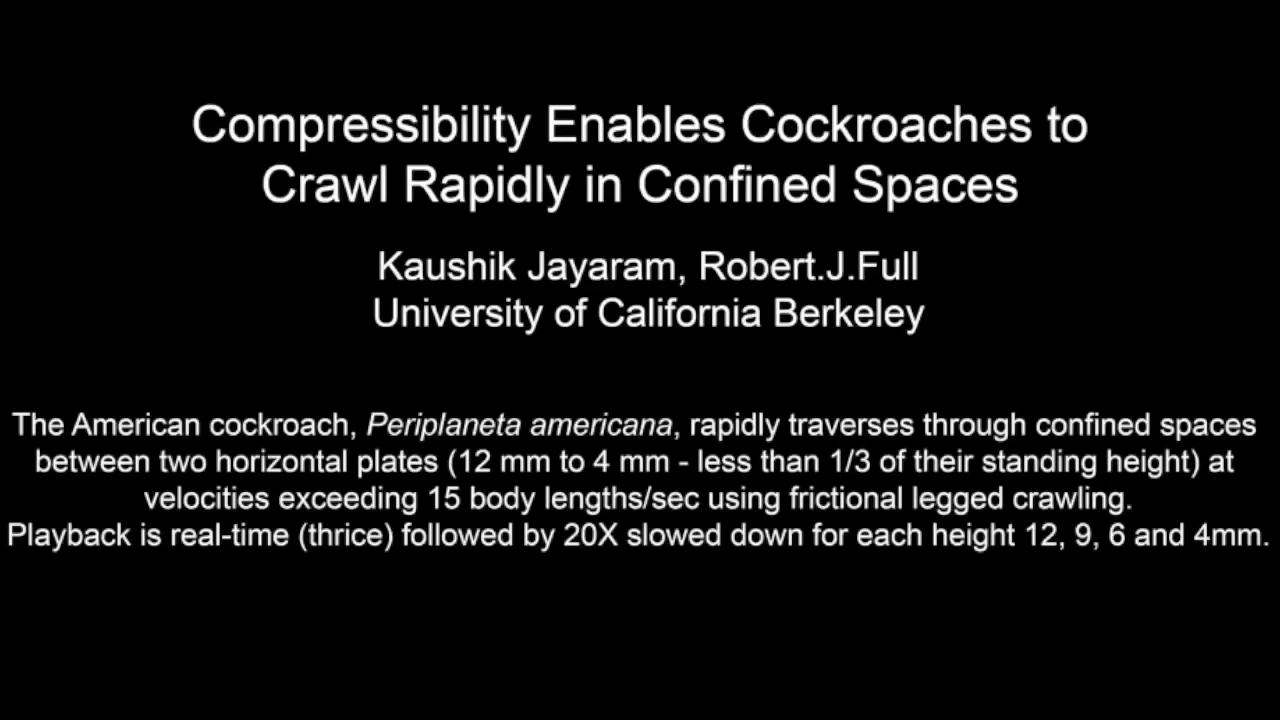 Compressibility Enables Cockroaches to
Crawl Rapidly in Confined Spaces
Kaushik Jayaram, Robert.J.Full
University of California Berkeley
The American cockroach, Periplaneta americana, rapidly traverses through confined spaces
between two horizontal plates (12 mm to 4 mm - less than 1/3 of their standing height) at
velocities exceeding 15 body lengths/sec using frictional legged crawling.
Playback is real-time (thrice) followed by 20X slowed down for each height 12, 9, 6 and 4mm.